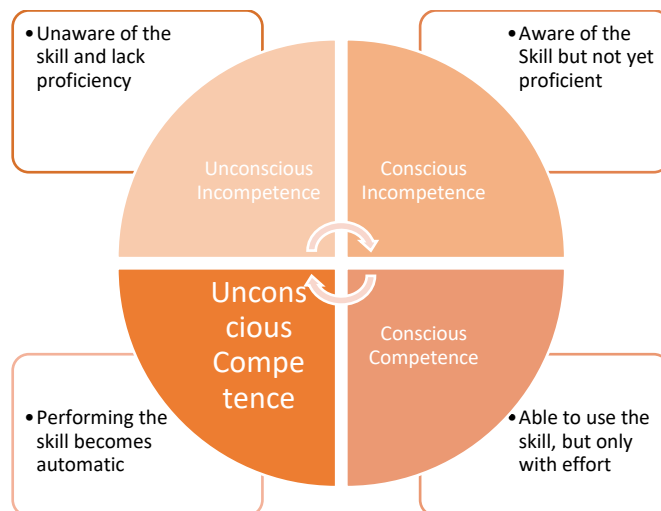 •Unaware of the
skill and lack
proficiency
•Aware of the
Skill but not yet
proficient
Unconscious
Incompetence
Conscious
Incompetence
Uncons
cious
Compe
tence
Conscious
Competence
•Performing the
skill becomes
automatic
•Able to use the
skill, but only
with effort